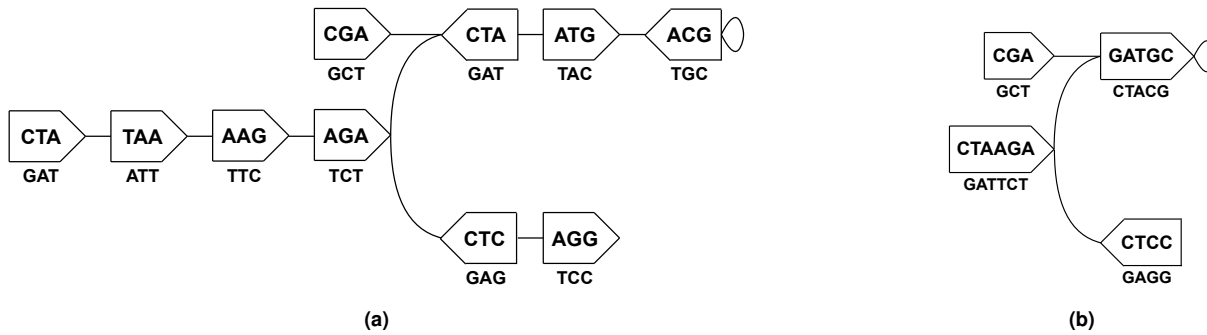 CGA CTA ATG ACG
GCT GAT TAC TGC
CTA TAA AAG AGA
GAT ATT TTC TCT
CTC AGG
GAG TCC
(a)
CGA GATGC
GCT CTACG
CTAAGA
GATTCT
CTCC
GAGG
(b)